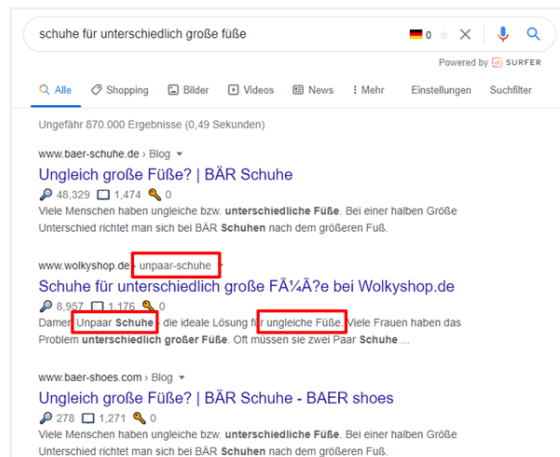 schuhe für unterschiedlich große füße 0
Powered by SURFER
Alle Shopping Bilder Videos News Mehr Einstellungen Suchfilter
Ungefähr 870.000 Ergebnisse (0,49 Sekunden)
www.baer-schuhe.de › Blog
Ungleich große Füße? | BÄR Schuhe
48,329 1,474 0
Viele Menschen haben ungleiche bzw. unterschiedliche Füße. Bei einer halben Größe
Unterschied richtet man sich bei BÄR Schuhen nach dem größeren Fuß.
www.wolkyshop.de › unpaar-schuhe
Schuhe für unterschiedlich große FÃ¼Ã?e bei Wolkyshop.de
8,957 1,176 0
Damen Unpaar Schuhe - die ideale Lösung für ungleiche Füße. Viele Frauen haben das
Problem unterschiedlich großer Füße. Oft müssen sie zwei Paar Schuhe ...
www.baer-shoes.com › Blog
Ungleich große Füße? | BÄR Schuhe - BAER shoes
278 1,271 0
Viele Menschen haben ungleiche bzw. unterschiedliche Füße. Bei einer halben Größe
Unterschied richtet man sich bei BÄR Schuhen nach dem größeren Fuß.